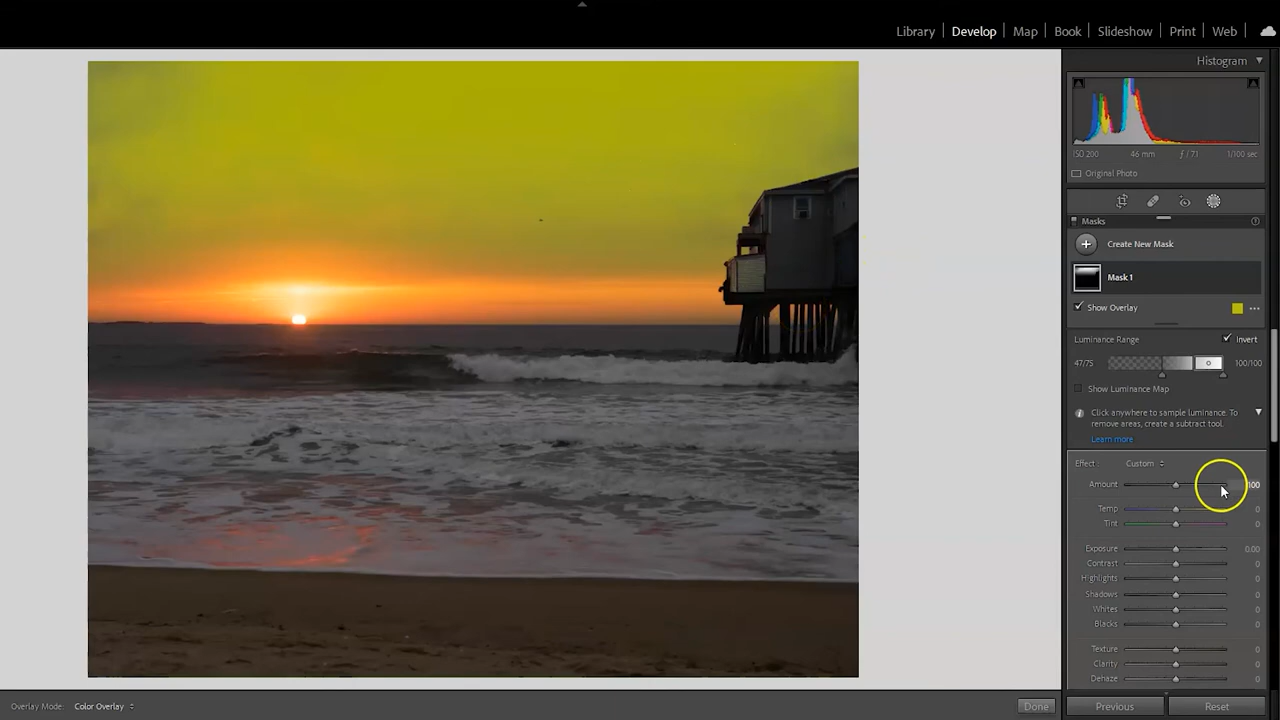 Library Develop Map Book Slideshow Print Web
Histogram
ISO 200 46 mm ƒ / 71 1/100 sec
Original Photo
Masks
Create New Mask
Mask 1
Show Overlay
Luminance Range Invert
47/75 100/100
Show Luminance Map
Click anywhere to sample luminance. To
remove areas, create a subtract tool.
Learn more
Effect : Custom
Amount 100
Temp 0
Tint 0
Exposure 0.00
Contrast 0
Highlights 0
Shadows 0
Whites 0
Blacks 0
Texture 0
Clarity 0
Dehaze 0
Overlay Mode: Color Overlay Done Previous Reset